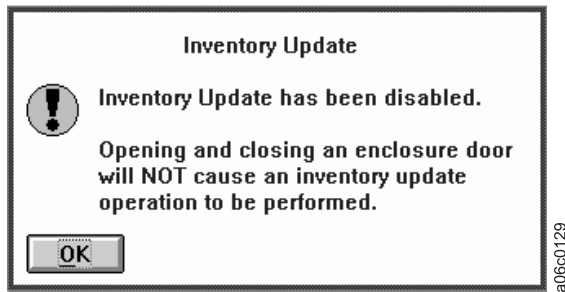 Inventory Update
Inventory Update has been disabled.
Opening and closing an enclosure door
will NOT cause an inventory update
operation to be performed.
OK
a06c0129